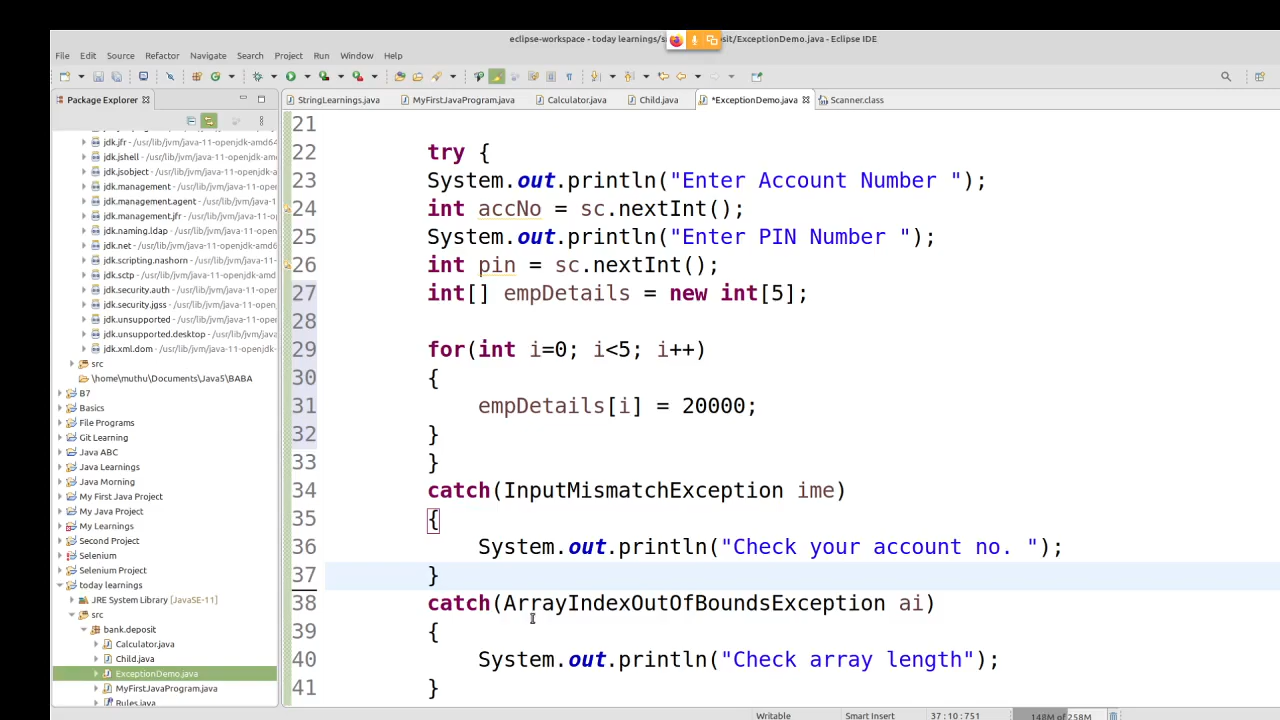 eclipse-workspace - today learnings/s sit/ExceptionDemo.java - Eclipse IDE
File Edit Source Refactor Navigate Search Project Run Window Help
Package Explorer
StringLearnings.java MyFirstJavaProgram.java Calculator.java Child.java *ExceptionDemo.java Scanner.class
jdk.jfr - /usr/lib/jvm/java-11-openjdk-amd64
jdk.jshell - /usr/lib/jvm/java-11-openjdk-am
jdk.jsobject - /usr/lib/jvm/java-11-openjdk-
jdk.management - /usr/lib/jvm/java-11-ope
jdk.management.agent - /usr/lib/jvm/java-1
jdk.management.jfr - /usr/lib/jvm/java-11-o
jdk.naming.ldap - /usr/lib/jvm/java-11-open
jdk.net - /usr/lib/jvm/java-11-openjdk-amd6
jdk.scripting.nashorn - /usr/lib/jvm/java-11
jdk.sctp - /usr/lib/jvm/java-11-openjdk-amd
jdk.security.auth - /usr/lib/jvm/java-11-ope
jdk.security.jgss - /usr/lib/jvm/java-11-open
jdk.unsupported - /usr/lib/jvm/java-11-ope
jdk.unsupported.desktop - /usr/lib/jvm/jav
jdk.xml.dom - /usr/lib/jvm/java-11-openjdk-
src
\home\muthu\Documents\Java5\BABA
B7
Basics
File Programs
Git Learning
Java ABC
Java Learnings
Java Morning
My First Java Project
My Java Project
My Learnings
Second Project
Selenium
Selenium Project
today learnings
JRE System Library [JavaSE-11]
src
bank.deposit
Calculator.java
Child.java
ExceptionDemo.java
MyFirstJavaProgram.java
Rules.java
21
22 try {
23 System.out.println("Enter Account Number ");
24 int accNo = sc.nextInt();
25 System.out.println("Enter PIN Number ");
26 int pin = sc.nextInt();
27 int[] empDetails = new int[5];
28
29 for(int i=0; i<5; i++)
30 {
31 empDetails[i] = 20000;
32 }
33 }
34 catch(InputMismatchException ime)
35 {
36 System.out.println("Check your account no. ");
37 }
38 catch(ArrayIndexOutOfBoundsException ai)
39 {
40 System.out.println("Check array length");
41 }
Writable Smart Insert 37 : 10 : 751 148M of 258M